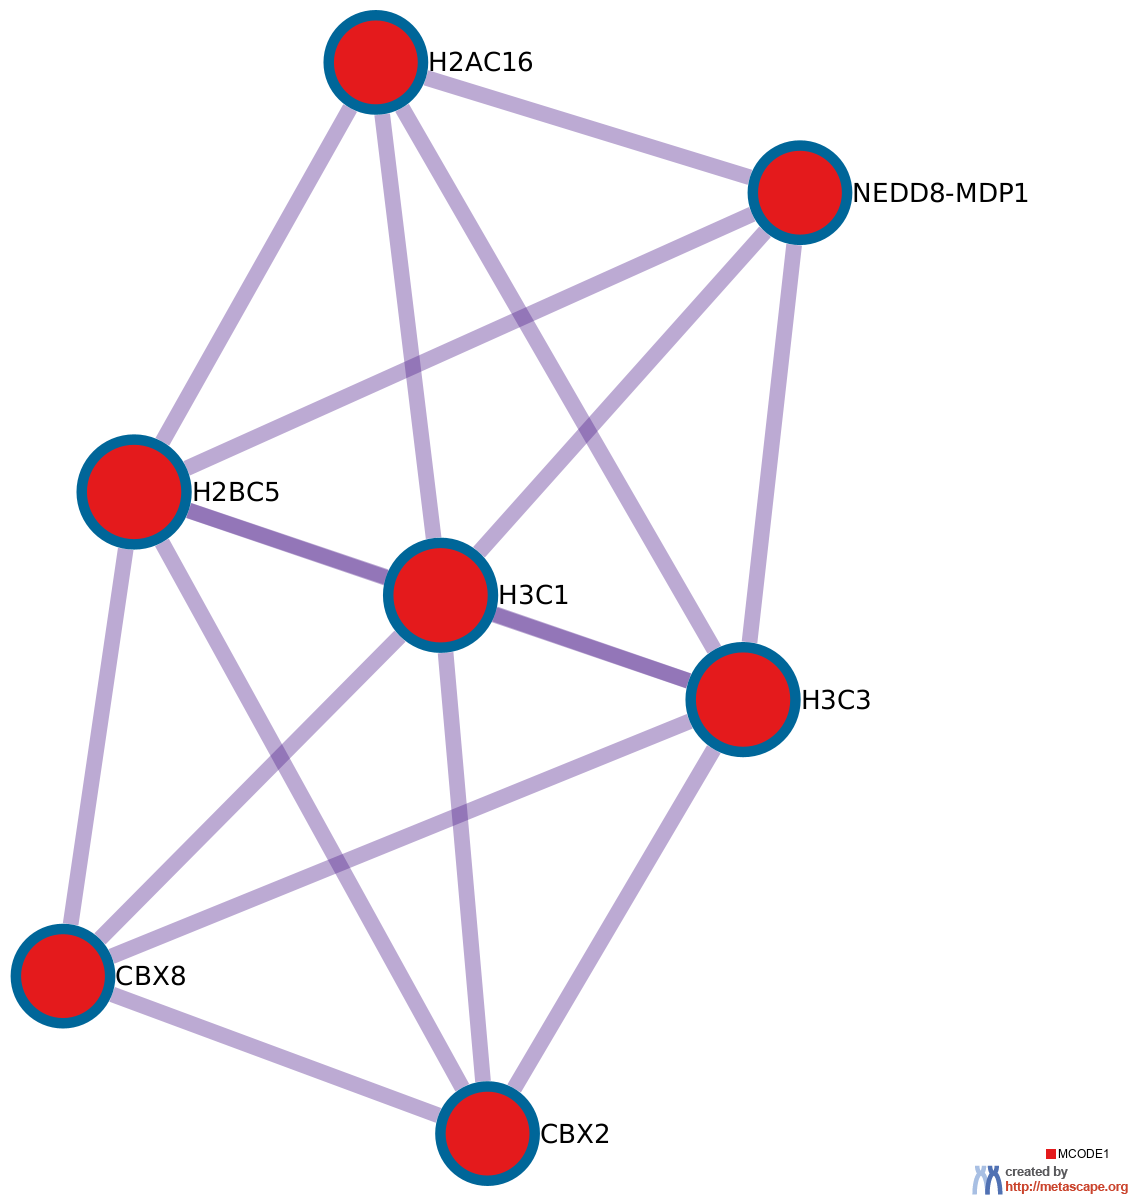 H2AC16
NEDD8-MDP1
H2BC5
H3C1
H3C3
CBX8
CBX2
MCODE1
created by
http://metascape.org